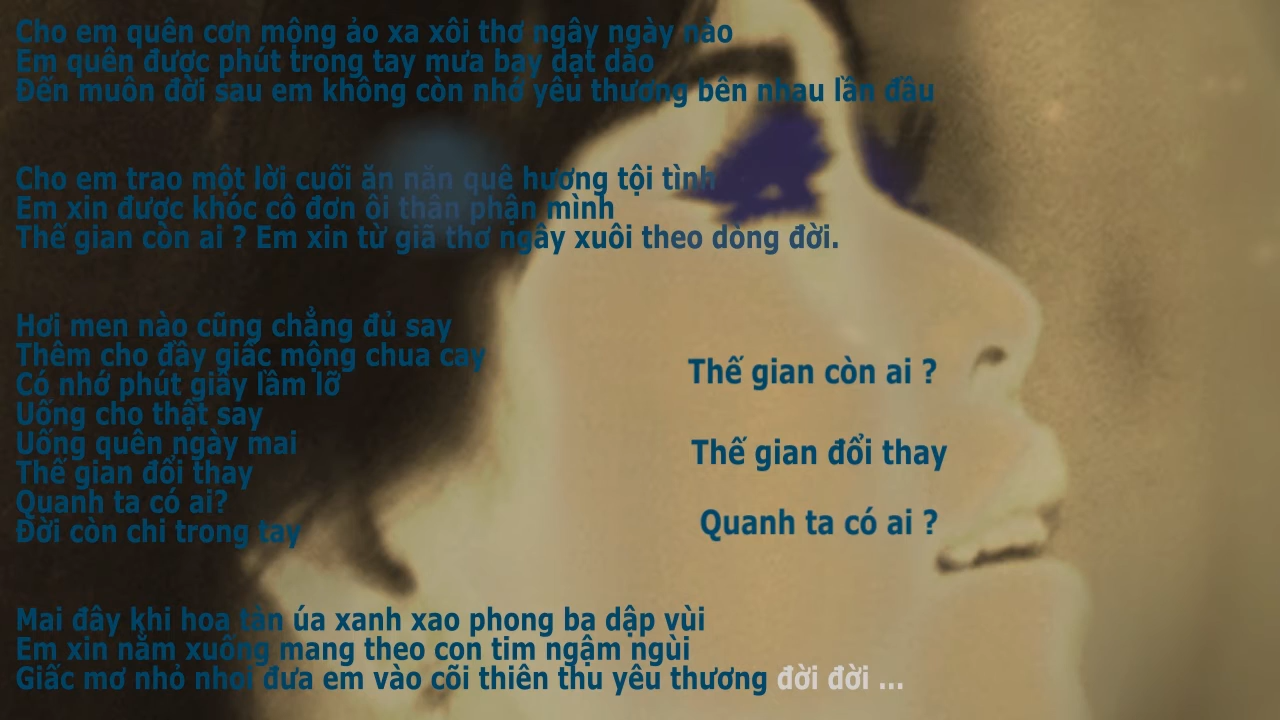 Cho em quên cơn mộng ảo xa xôi thơ ngây ngày nào
Em quên được phút trong tay mưa bay dạt dào
Đến muôn đời sau em không còn nhớ yêu thương bên nhau lần đầu
Cho em trao một lời cuối ăn năn quê hương tội tình
Em xin được khóc cô đơn ội thân phận mình
Thế gian còn ai ? Em xin từ giã thơ ngây xuôi theo dòng đời.
Hơi men nào cũng chẳng đủ say
Thêm cho đầy giấc mộng chua cay
Có nhớ phút giây lầm lỡ
Uống cho thật say
Uống quên ngày mai
Thế gian đổi thay
Quanh ta có ai?
Đời còn chi trong tay
Thế gian còn ai ?
Thế gian đổi thay
Quanh ta có ai ?
Mai đây khi hoa tàn úa xanh xao phong ba dập vùi
Em xin nằm xuống mang theo con tim ngậm ngùi
Giấc mơ nhỏ nhoi đưa em vào cõi thiên thu yêu thương đời đời ...